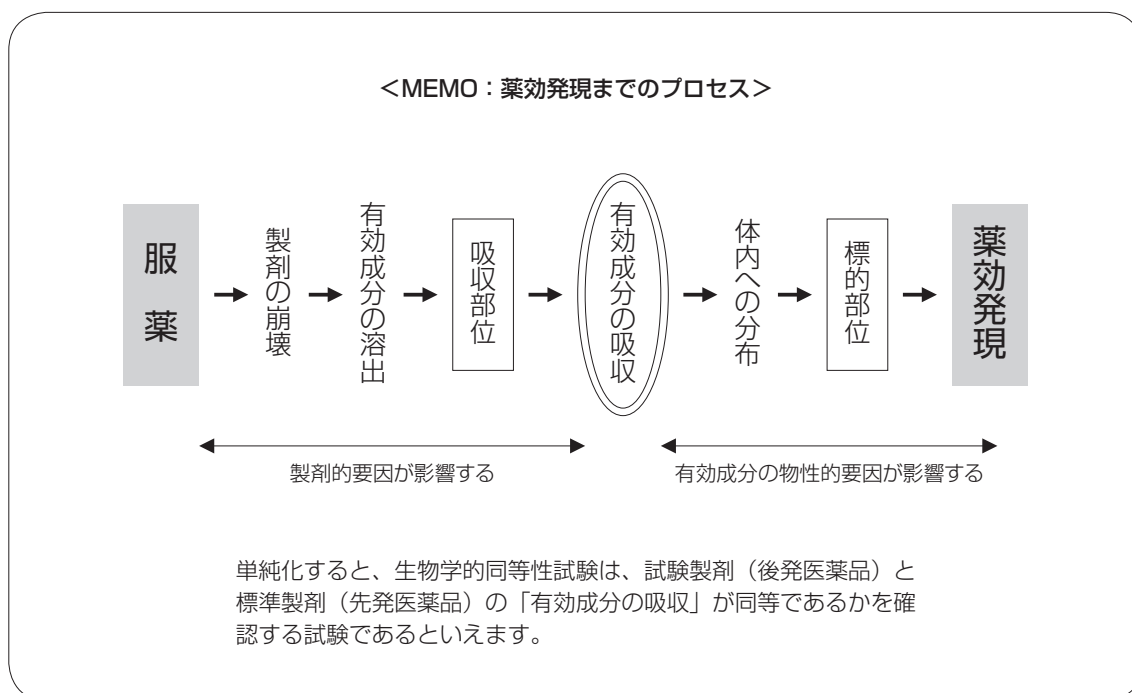 ＜MEMO：薬効発現までのプロセス＞
服薬
製剤の崩壊
有効成分の溶出
吸収部位
有効成分の吸収
体内への分布
標的部位
薬効発現
製剤的要因が影響する
有効成分の物性的要因が影響する
単純化すると、生物学的同等性試験は、試験製剤（後発医薬品）と
標準製剤（先発医薬品）の「有効成分の吸収」が同等であるかを確
認する試験であるといえます。